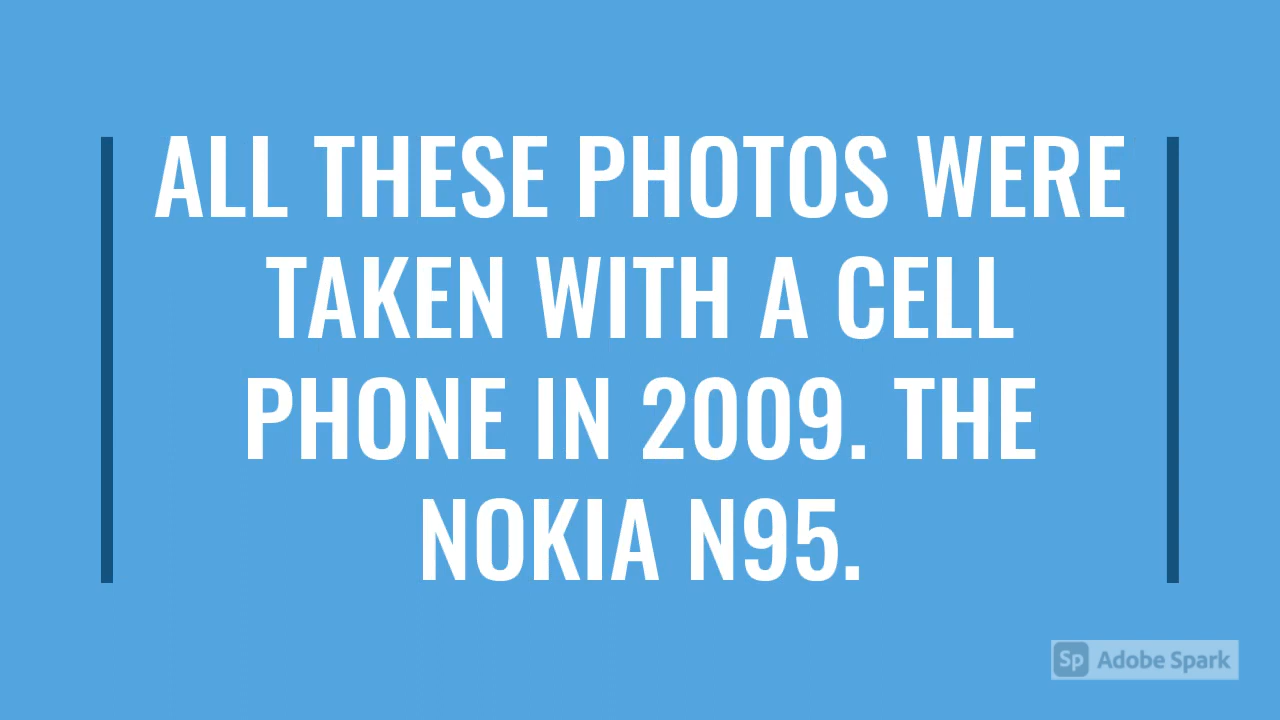 ALL THESE PHOTOS WERE
TAKEN WITH A CELL
PHONE IN 2009. THE
NOKIA N95.
Sp Adobe Spark